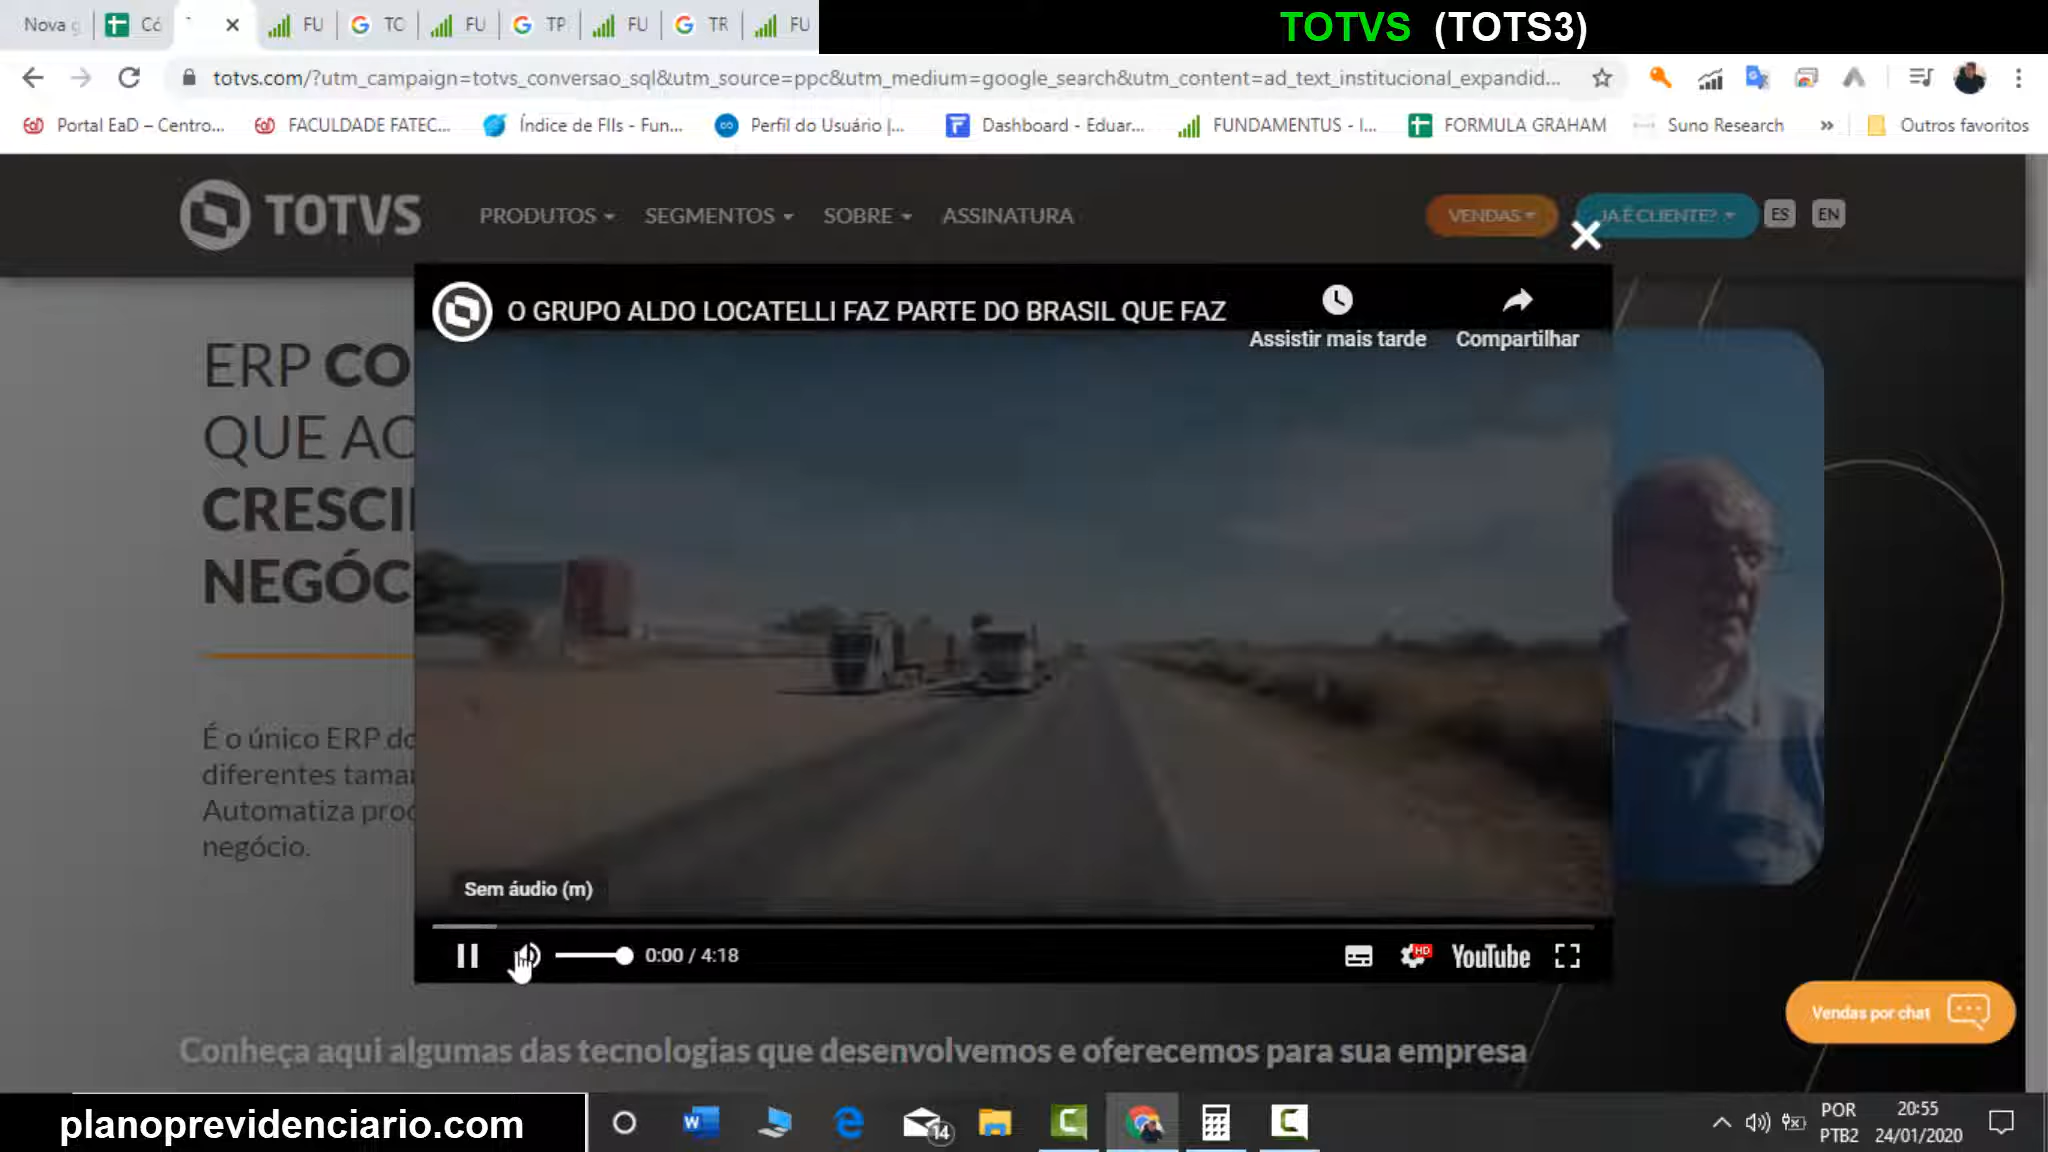 Nova g
Có
FU
TC
FU
TP
FU
TR
FU
TOTVS (TOTS3)
totvs.com/?utm_campaign=totvs_conversao_sql&utm_source=ppc&utm_medium=google_search&utm_content=ad_text_institucional_expandid...
Portal EaD – Centro...
FACULDADE FATEC...
Índice de FIIs - Fun...
Perfil do Usuário |...
Dashboard - Eduar...
FUNDAMENTUS - I...
FORMULA GRAHAM
Suno Research
»
Outros favoritos
TOTVS
PRODUTOS
SEGMENTOS
SOBRE
ASSINATURA
VENDAS
JÁ É CLIENTE?
ES
EN
O GRUPO ALDO LOCATELLI FAZ PARTE DO BRASIL QUE FAZ
Assistir mais tarde
Compartilhar
ERP CO
QUE AC
CRESCI
NEGÓC
É o único ERP do
diferentes tama
Automatiza proc
negócio.
Sem áudio (m)
0:00 / 4:18
HD
YouTube
Vendas por chat
Conheça aqui algumas das tecnologias que desenvolvemos e oferecemos para sua empresa
planoprevidenciario.com
14
POR
PTB2
20:55
24/01/2020